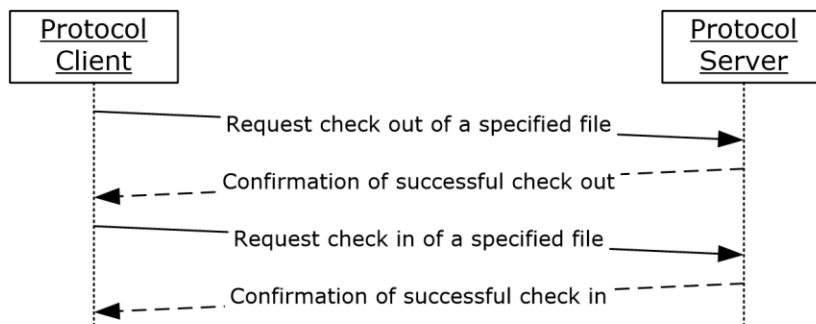 Protocol
Client
Protocol
Server
Request check out of a specified file
Confirmation of successful check out
Request check in of a specified file
Confirmation of successful check in